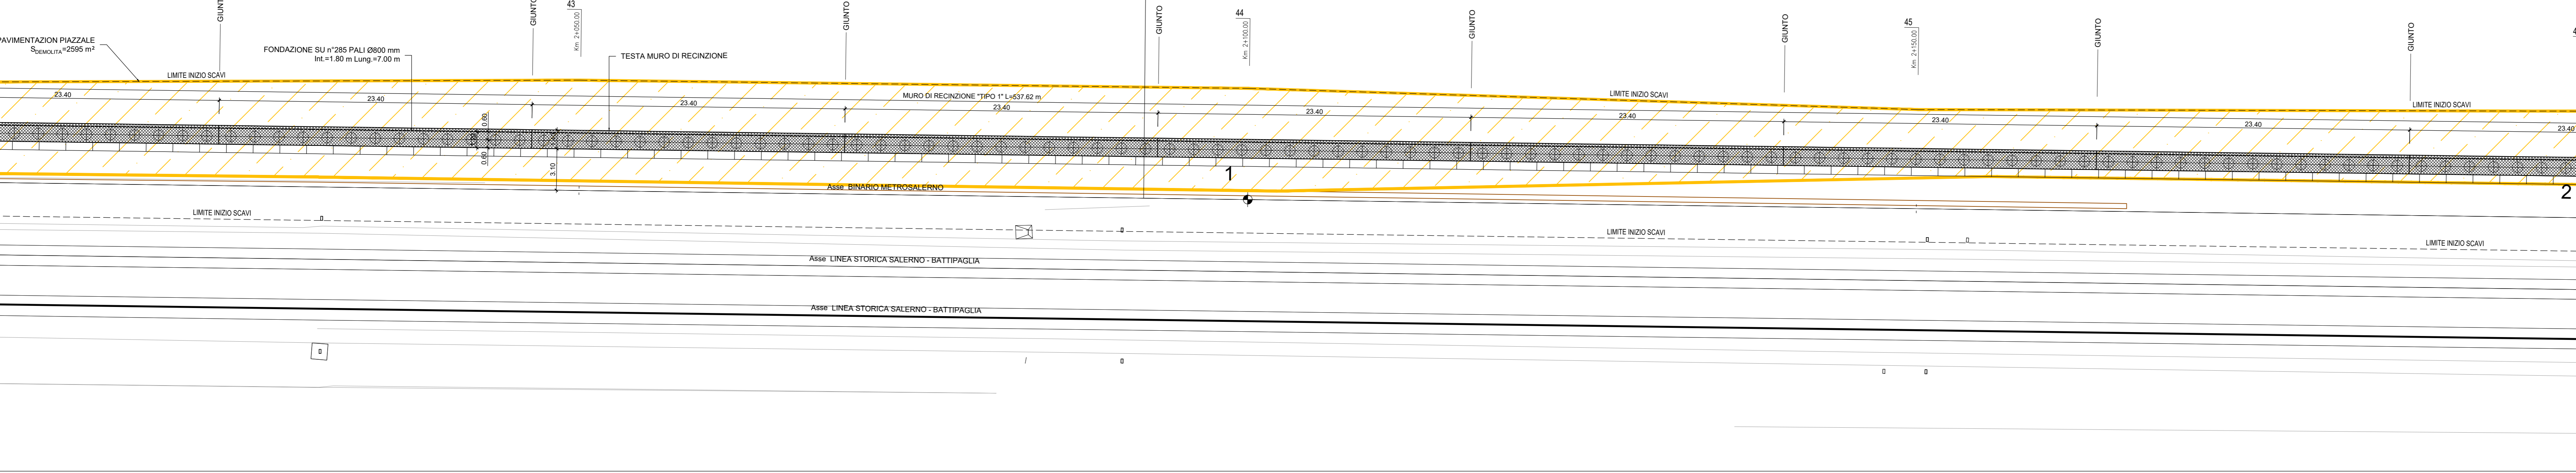 GIUNTO
GIUNTO
43
Km 2+050.00
GIUNTO
GIUNTO
44
Km 2+100.00
GIUNTO
GIUNTO
45
Km 2+150.00
GIUNTO
GIUNTO
PAVIMENTAZION PIAZZALE
SDEMOLITA=2595 m²
FONDAZIONE SU n°285 PALI Ø800 mm
Int.=1.80 m Lung.=7.00 m
TESTA MURO DI RECINZIONE
LIMITE INIZIO SCAVI
LIMITE INIZIO SCAVI
LIMITE INIZIO SCAVI
23.40
23.40
23.40
MURO DI RECINZIONE "TIPO 1" L=537.62 m
23.40
23.40
23.40
23.40
23.40
23.40
0.60
0.60
3.10
1
2
Asse BINARIO METROSALERNO
LIMITE INIZIO SCAVI
LIMITE INIZIO SCAVI
LIMITE INIZIO SCAVI
Asse LINEA STORICA SALERNO - BATTIPAGLIA
Asse LINEA STORICA SALERNO - BATTIPAGLIA